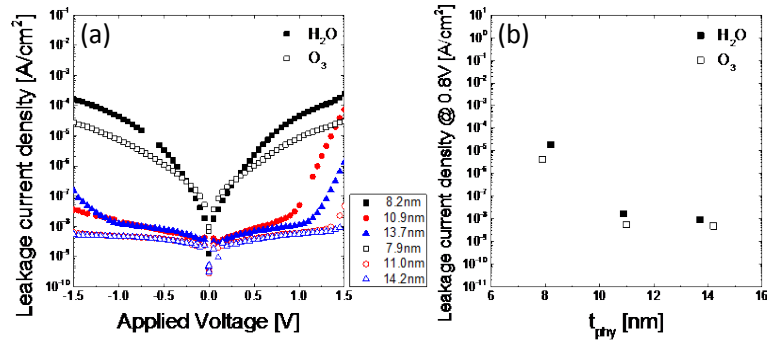 (a)
H₂O
O₃
10⁻¹
10⁻²
10⁻³
10⁻⁴
10⁻⁵
10⁻⁶
10⁻⁷
10⁻⁸
10⁻⁹
10⁻¹⁰
Leakage current density [A/cm²]
-1.5 -1.0 -0.5 0.0 0.5 1.0 1.5
Applied Voltage [V]
8.2nm
10.9nm
13.7nm
7.9nm
11.0nm
14.2nm
(b)
H₂O
O₃
10¹
10⁰
10⁻¹
10⁻²
10⁻³
10⁻⁴
10⁻⁵
10⁻⁶
10⁻⁷
10⁻⁸
10⁻⁹
10⁻¹⁰
10⁻¹¹
Leakage current density @ 0.8V [A/cm²]
6 8 10 12 14 16
t_phy [nm]